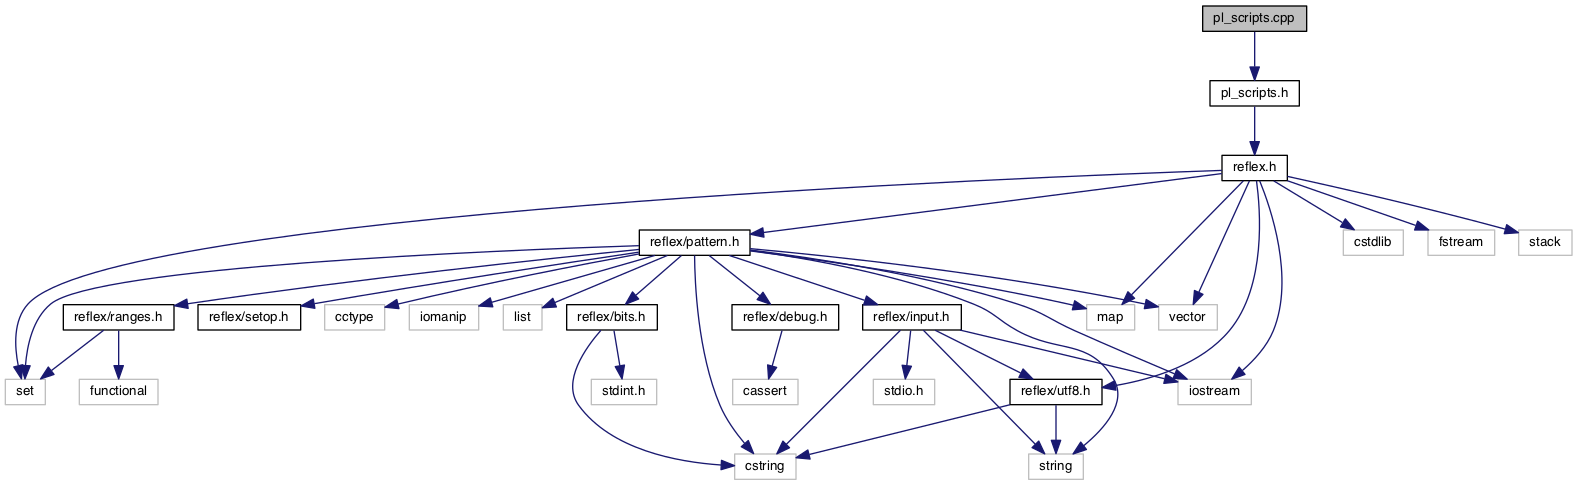 pl_scripts.cpp
pl_scripts.h
reflex.h
reflex/pattern.h
cstdlib
fstream
stack
reflex/ranges.h
reflex/setop.h
cctype
iomanip
list
reflex/bits.h
reflex/debug.h
reflex/input.h
map
vector
set
functional
stdint.h
cassert
stdio.h
reflex/utf8.h
iostream
cstring
string